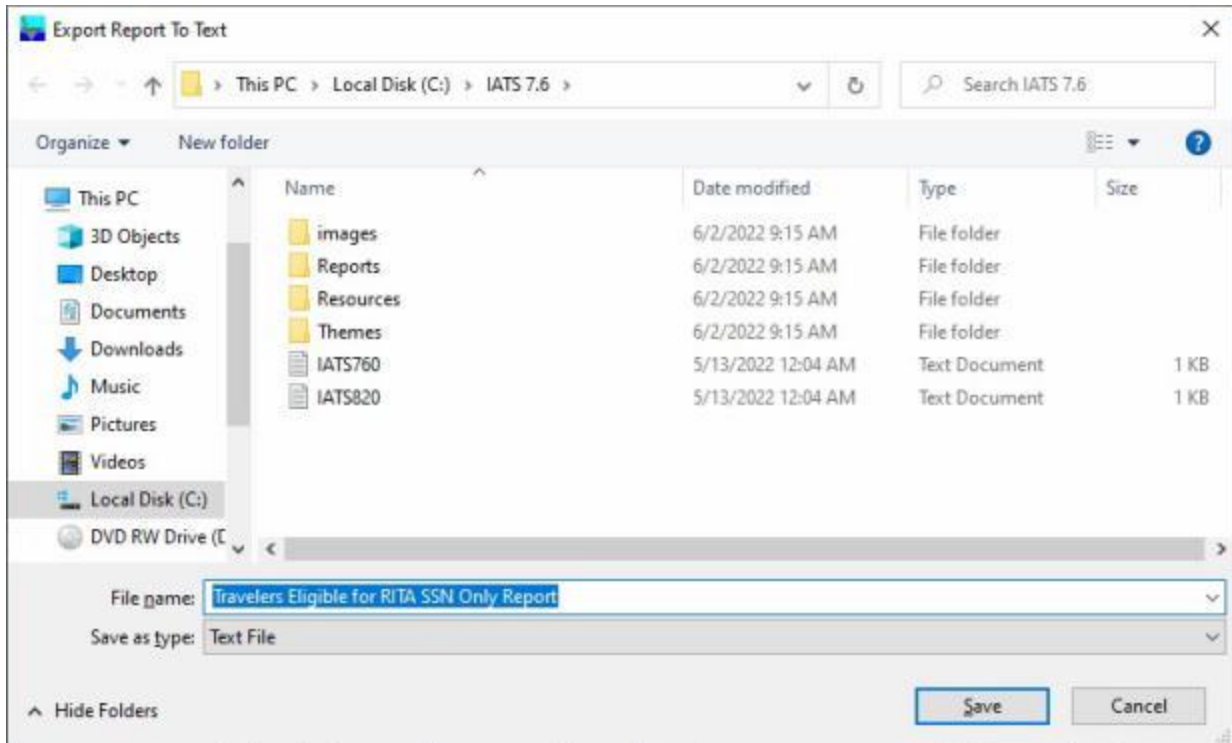 Export Report To Text
This PC > Local Disk (C:) > IATS 7.6 >
Search IATS 7.6
Organize
New folder
Name Date modified Type Size
This PC
3D Objects
Desktop
Documents
Downloads
Music
Pictures
Videos
Local Disk (C:)
DVD RW Drive (D
images 6/2/2022 9:15 AM File folder
Reports 6/2/2022 9:15 AM File folder
Resources 6/2/2022 9:15 AM File folder
Themes 6/2/2022 9:15 AM File folder
IATS760 5/13/2022 12:04 AM Text Document 1 KB
IATS820 5/13/2022 12:04 AM Text Document 1 KB
File name: Travelers Eligible for RITA SSN Only Report
Save as type: Text File
Hide Folders
Save
Cancel